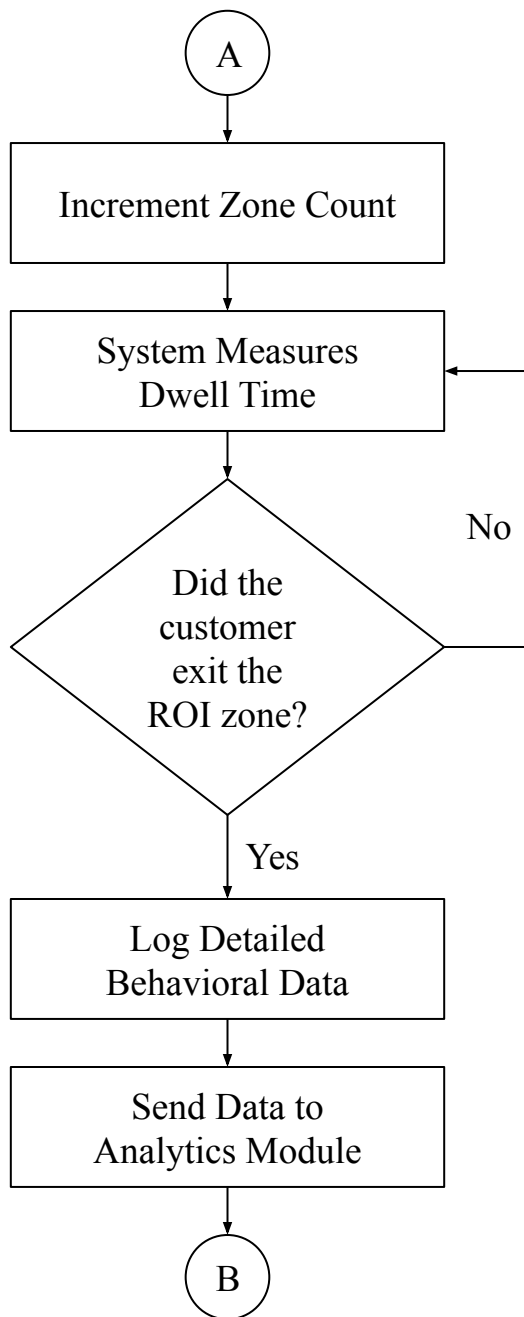 A
Increment Zone Count
System Measures
Dwell Time
No
Did the
customer
exit the
ROI zone?
Yes
Log Detailed
Behavioral Data
Send Data to
Analytics Module
B